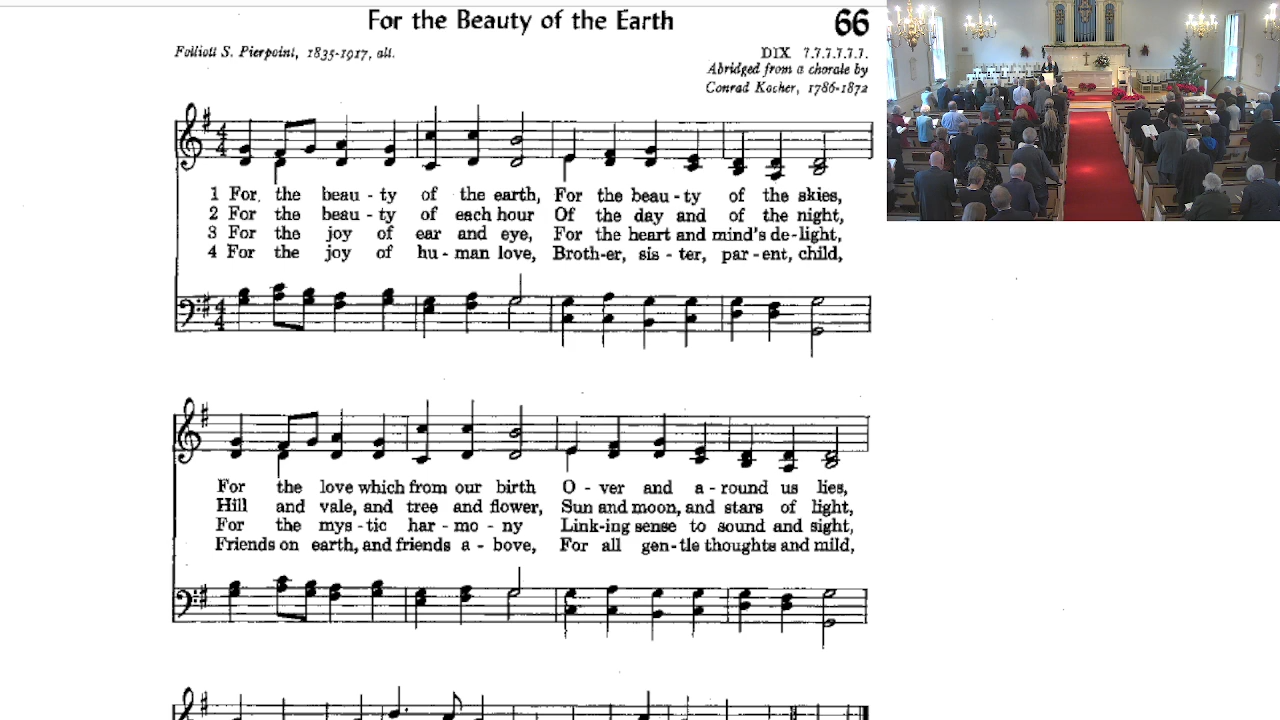 For the Beauty of the Earth 66
Folliott S. Pierpoint, 1835-1917, alt.
DIX 7.7.7.7.7.7.
Abridged from a chorale by
Conrad Kocher, 1786-1872
1 For the beau - ty of the earth, For the beau - ty of the skies,
2 For the beau - ty of each hour Of the day and of the night,
3 For the joy of ear and eye, For the heart and mind's de - light,
4 For the joy of hu - man love, Broth - er, sis - ter, par - ent, child,
For the love which from our birth O - ver and a - round us lies,
Hill and vale, and tree and flower, Sun and moon, and stars of light,
For the mys - tic har - mo - ny Link - ing sense to sound and sight,
Friends on earth, and friends a - bove, For all gen - tle thoughts and mild,